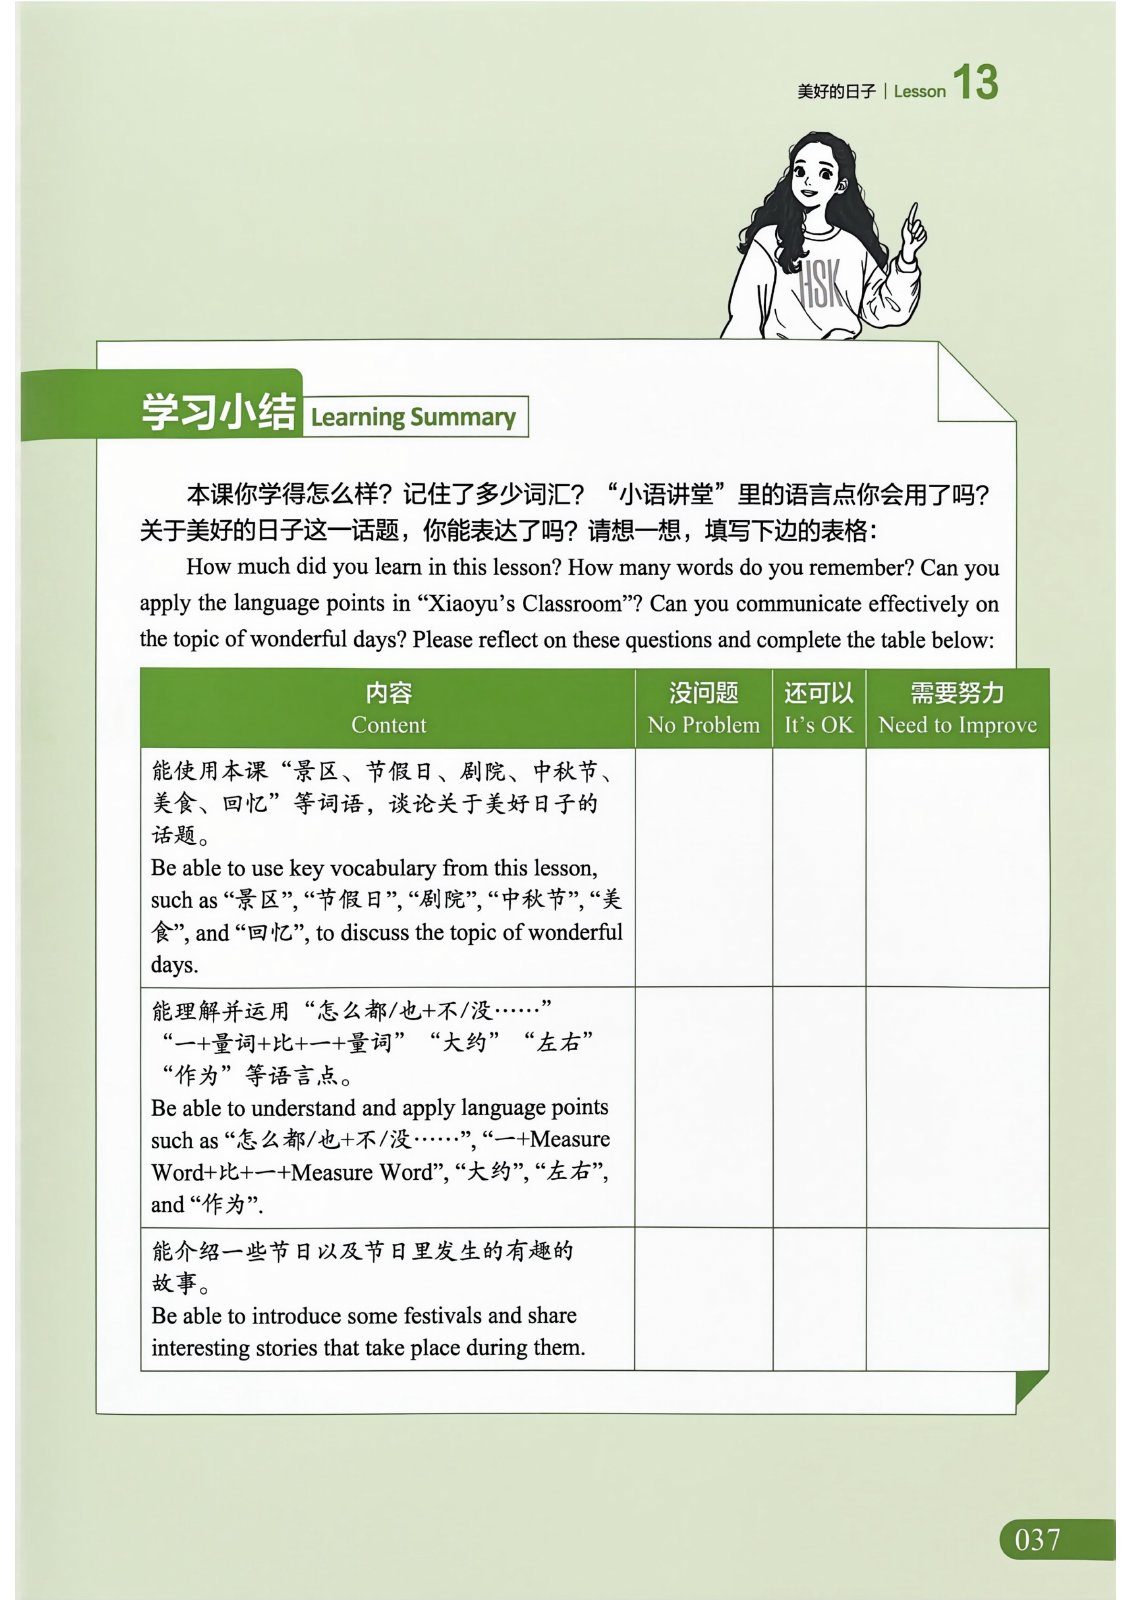 美好的日子 | Lesson 13
HSK
学习小结 Learning Summary
本课你学得怎么样？记住了多少词汇？“小语讲堂”里的语言点你会用了吗？
关于美好的日子这一话题，你能表达了吗？请想一想，填写下边的表格：
How much did you learn in this lesson? How many words do you remember? Can you
apply the language points in “Xiaoyu’s Classroom”? Can you communicate effectively on
the topic of wonderful days? Please reflect on these questions and complete the table below:
内容 没问题 还可以 需要努力
Content No Problem It’s OK Need to Improve
能使用本课“景区、节假日、剧院、中秋节、
美食、回忆”等词语，谈论关于美好日子的
话题。
Be able to use key vocabulary from this lesson,
such as “景区”, “节假日”, “剧院”, “中秋节”, “美
食”, and “回忆”, to discuss the topic of wonderful
days.
能理解并运用“怎么都/也+不/没……”
“一+量词+比+一+量词”“大约”“左右”
“作为”等语言点。
Be able to understand and apply language points
such as “怎么都/也+不/没……”, “一+Measure
Word+比+一+Measure Word”, “大约”, “左右”,
and “作为”.
能介绍一些节日以及节日里发生的有趣的
故事。
Be able to introduce some festivals and share
interesting stories that take place during them.
037